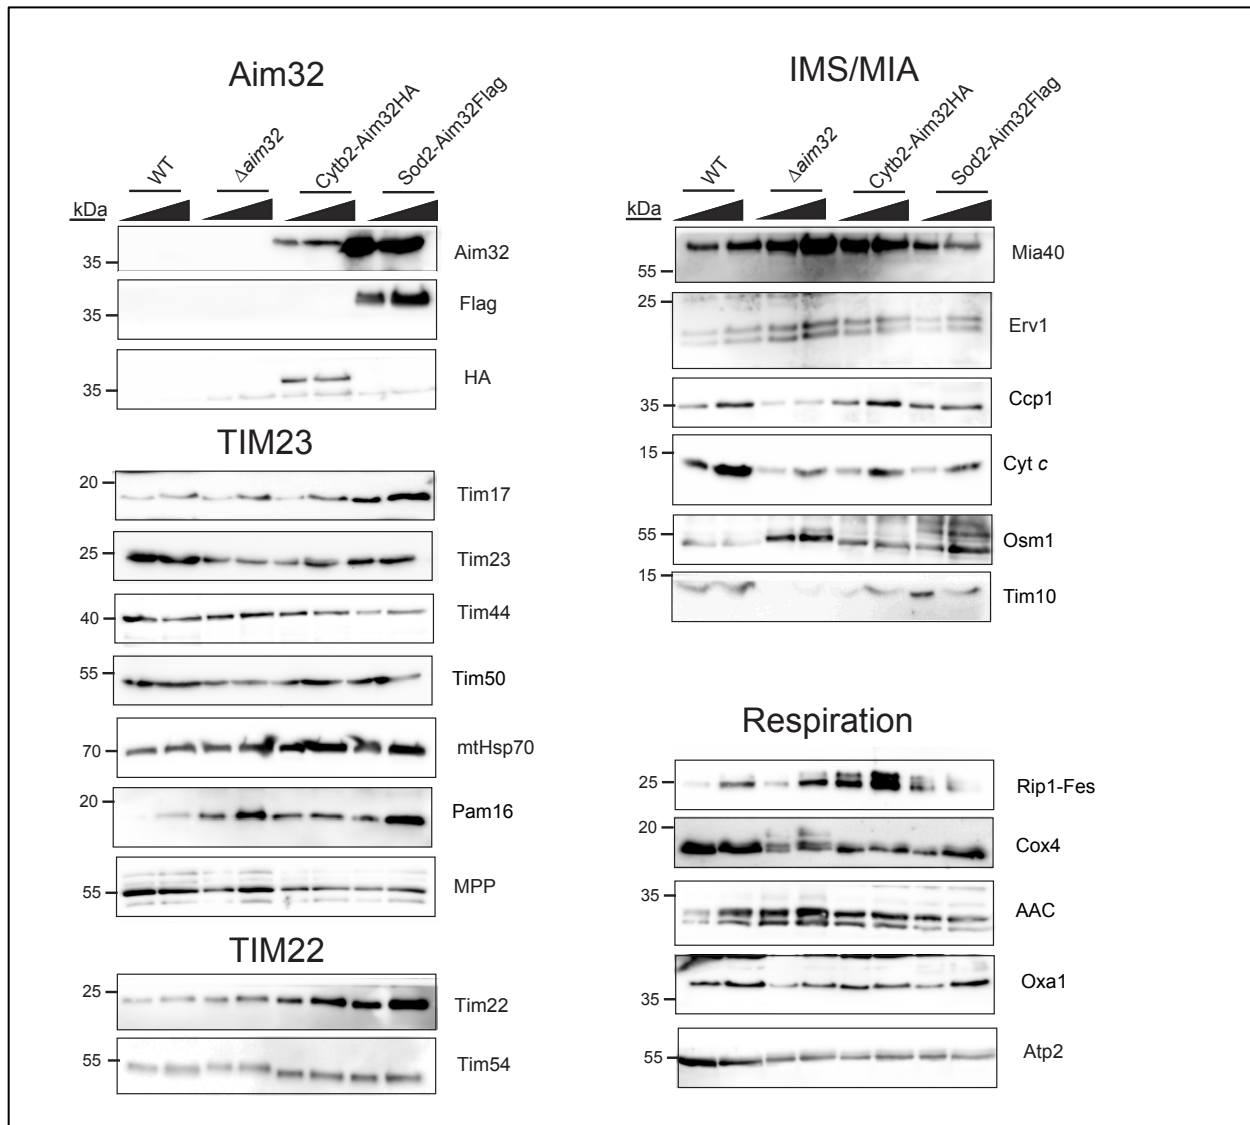 Aim32
WT
Δaim32
Cytb2-Aim32HA
Sod2-Aim32Flag
kDa
35
Aim32
35
Flag
35
HA
TIM23
20
Tim17
25
Tim23
40
Tim44
55
Tim50
70
mtHsp70
20
Pam16
55
MPP
TIM22
25
Tim22
55
Tim54
IMS/MIA
WT
Δaim32
Cytb2-Aim32HA
Sod2-Aim32Flag
kDa
55
Mia40
25
Erv1
35
Ccp1
15
Cyt c
55
Osm1
15
Tim10
Respiration
25
Rip1-Fes
20
Cox4
35
AAC
35
Oxa1
55
Atp2